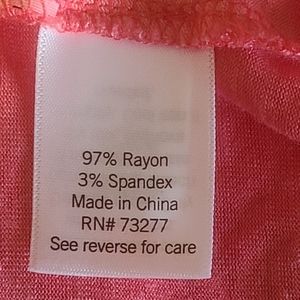 97% Rayon
3% Spandex
Made in China
RN# 73277
See reverse for care